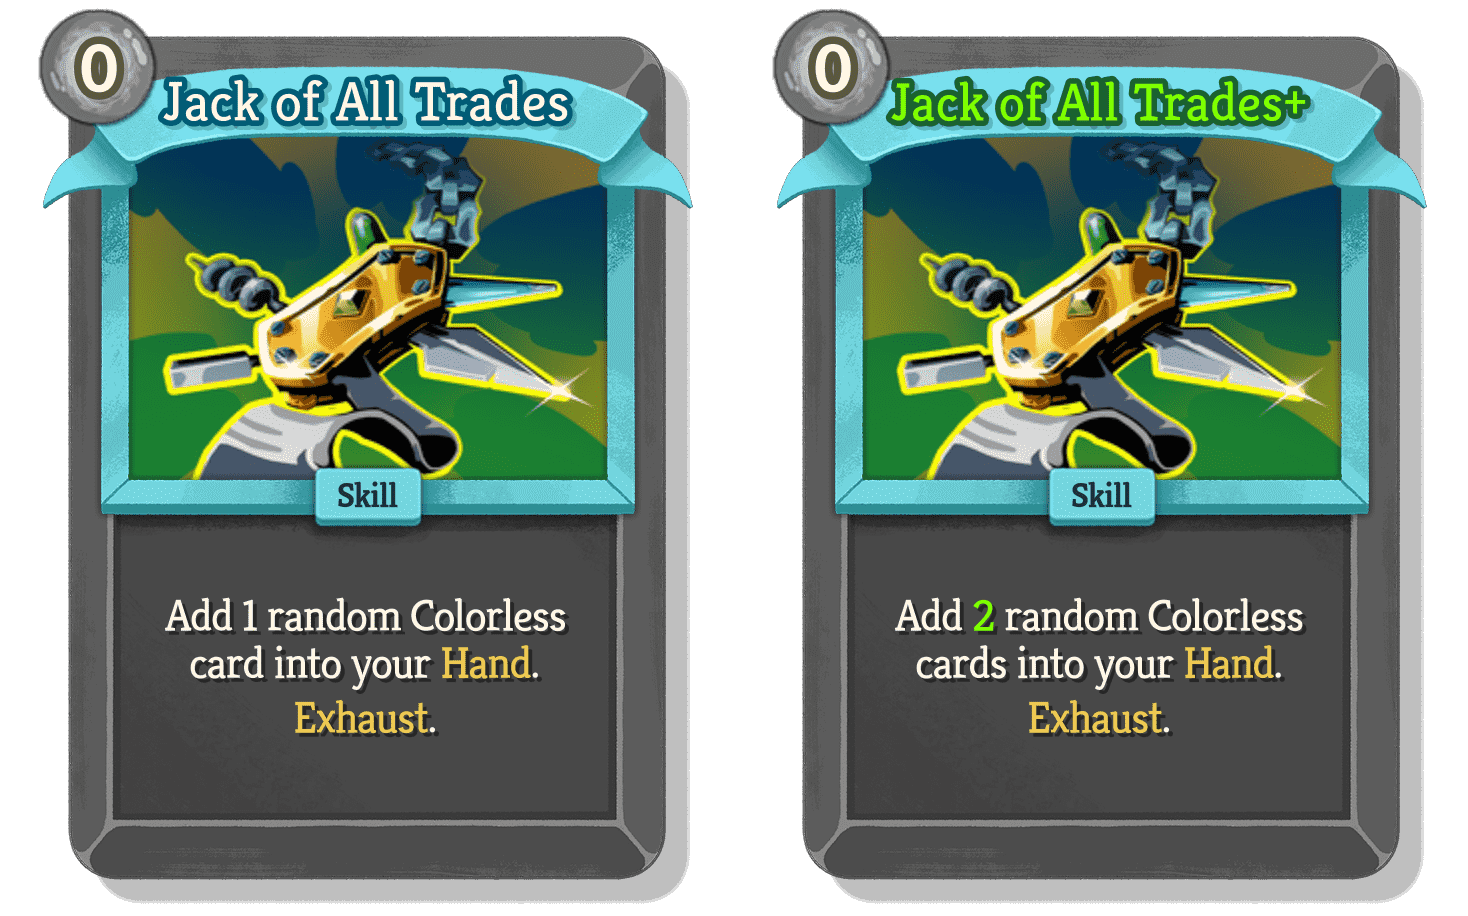 0
Jack of All Trades
Skill
Add 1 random Colorless
card into your Hand.
Exhaust.
0
Jack of All Trades+
Skill
Add 2 random Colorless
cards into your Hand.
Exhaust.